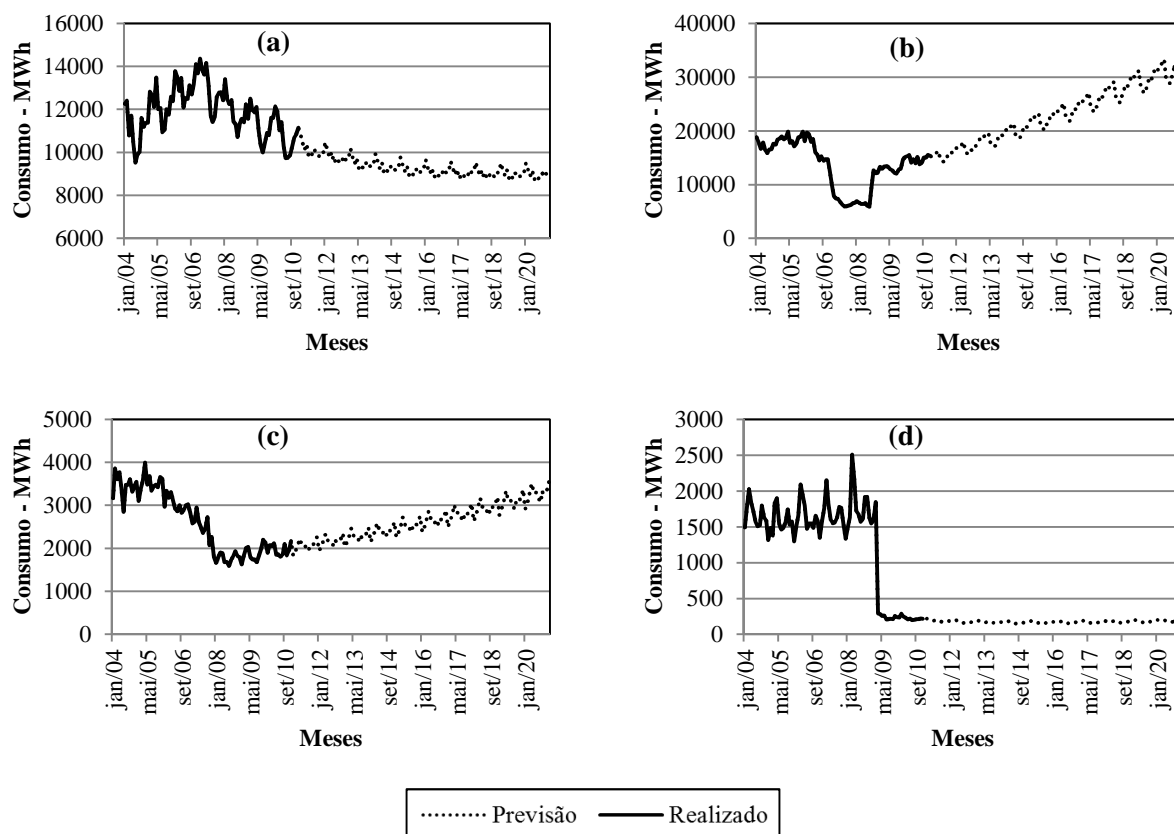 (a)
Consumo - MWh
16000
14000
12000
10000
8000
6000
jan/04
mai/05
set/06
jan/08
mai/09
set/10
jan/12
mai/13
set/14
jan/16
mai/17
set/18
jan/20
Meses
(b)
Consumo - MWh
40000
30000
20000
10000
0
jan/04
mai/05
set/06
jan/08
mai/09
set/10
jan/12
mai/13
set/14
jan/16
mai/17
set/18
jan/20
Meses
(c)
Consumo - MWh
5000
4000
3000
2000
1000
0
jan/04
mai/05
set/06
jan/08
mai/09
set/10
jan/12
mai/13
set/14
jan/16
mai/17
set/18
jan/20
Meses
(d)
Consumo - MWh
3000
2500
2000
1500
1000
500
0
jan/04
mai/05
set/06
jan/08
mai/09
set/10
jan/12
mai/13
set/14
jan/16
mai/17
set/18
jan/20
Meses
Previsão Realizado